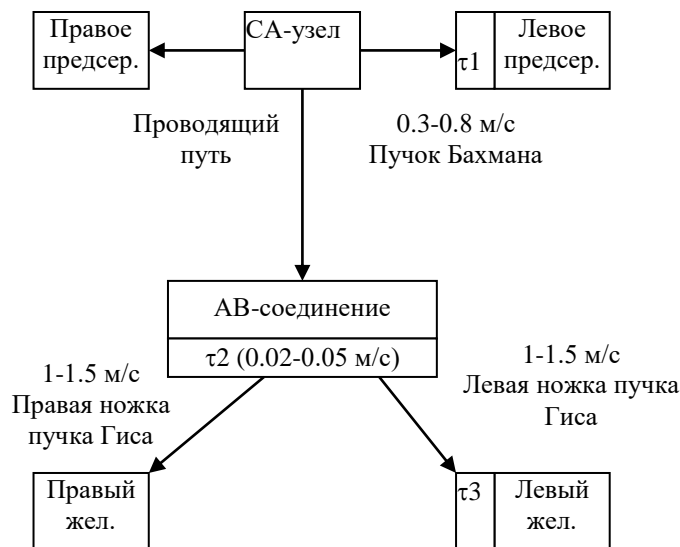 Правое
предсер.
СА-узел
τ1
Левое
предсер.
Проводящий
путь
0.3-0.8 м/с
Пучок Бахмана
АВ-соединение
τ2 (0.02-0.05 м/с)
1-1.5 м/с
Правая ножка
пучка Гиса
1-1.5 м/с
Левая ножка пучка
Гиса
Правый
жел.
τ3
Левый
жел.